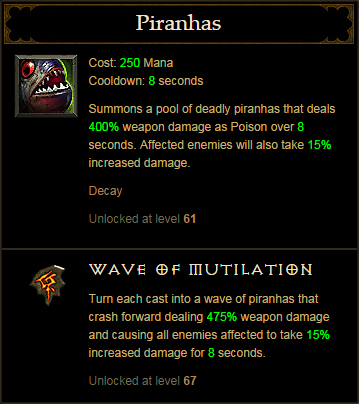 Piranhas
Cost: 250 Mana
Cooldown: 8 seconds
Summons a pool of deadly piranhas that deals
400% weapon damage as Poison over 8
seconds. Affected enemies will also take 15%
increased damage.
Decay
Unlocked at level 61
WAVE OF MUTILATION
Turn each cast into a wave of piranhas that
crash forward dealing 475% weapon damage
and causing all enemies affected to take 15%
increased damage for 8 seconds.
Unlocked at level 67